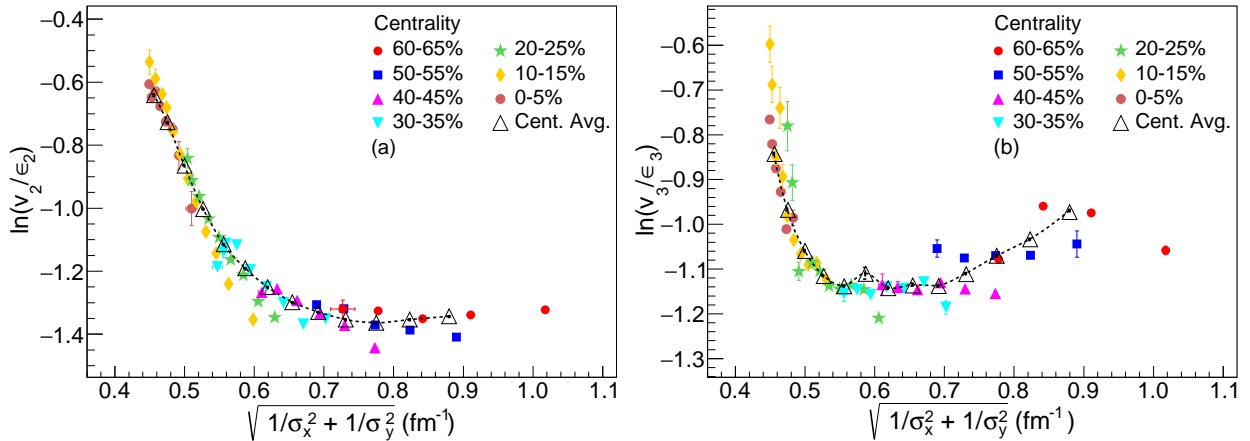 Centrality
60-65%
50-55%
40-45%
30-35%
20-25%
10-15%
0-5%
Cent. Avg.
(a)
−0.4
−0.6
−0.8
−1.0
−1.2
−1.4
ln(v2/ϵ2)
0.4 0.5 0.6 0.7 0.8 0.9 1.0 1.1
√1/σx² + 1/σy² (fm⁻¹)
Centrality
60-65%
50-55%
40-45%
30-35%
20-25%
10-15%
0-5%
Cent. Avg.
(b)
−0.6
−0.7
−0.8
−0.9
−1.0
−1.1
−1.2
−1.3
ln(v3/ϵ3)
0.4 0.5 0.6 0.7 0.8 0.9 1.0 1.1
√1/σx² + 1/σy² (fm⁻¹)